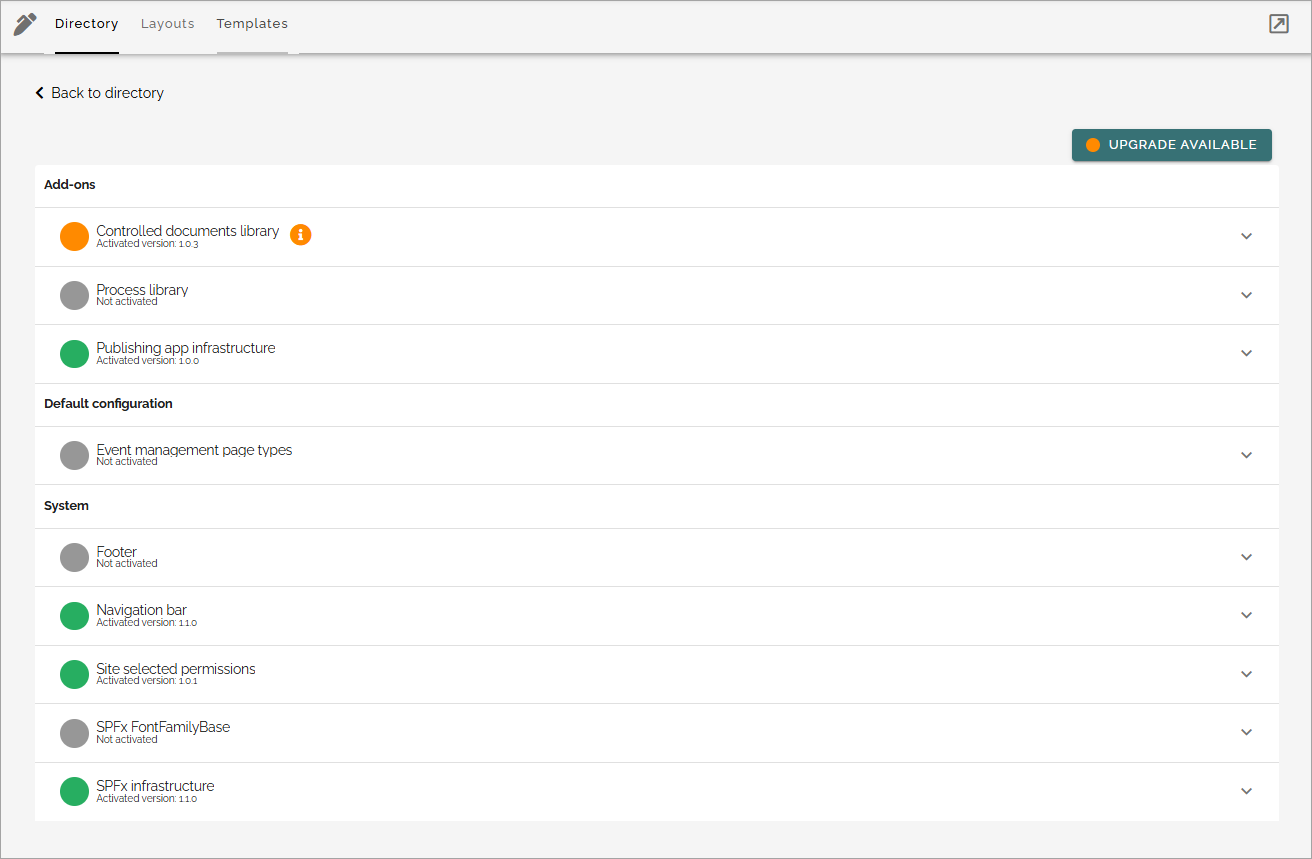 Directory Layouts Templates
Back to directory
UPGRADE AVAILABLE
Add-ons
Controlled documents library
Activated version: 1.0.3
Process library
Not activated
Publishing app infrastructure
Activated version: 1.0.0
Default configuration
Event management page types
Not activated
System
Footer
Not activated
Navigation bar
Activated version: 1.1.0
Site selected permissions
Activated version: 1.0.1
SPFx FontFamilyBase
Not activated
SPFx infrastructure
Activated version: 1.1.0